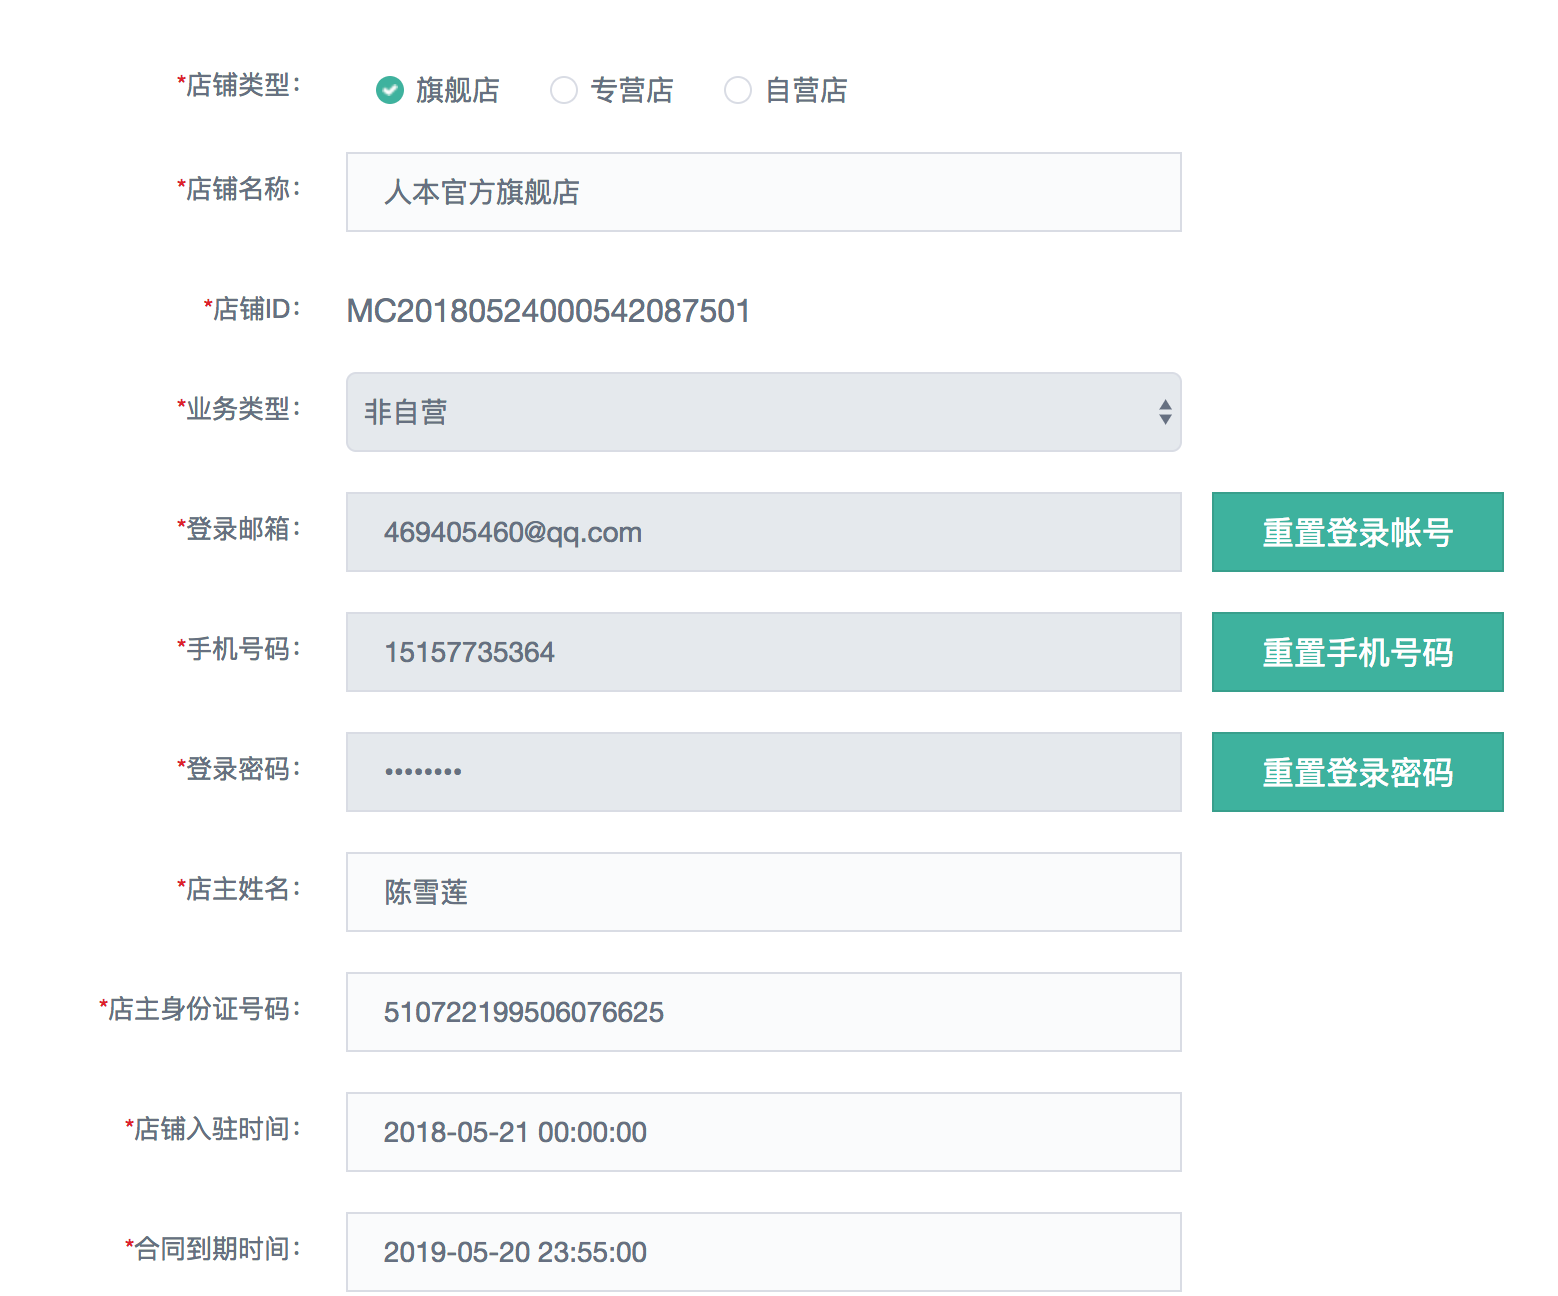 *店铺类型： 旗舰店 专营店 自营店
*店铺名称： 人本官方旗舰店
*店铺ID： MC20180524000542087501
*业务类型： 非自营
*登录邮箱： 469405460@qq.com 重置登录帐号
*手机号码： 15157735364 重置手机号码
*登录密码： •••••••• 重置登录密码
*店主姓名： 陈雪莲
*店主身份证号码： 510722199506076625
*店铺入驻时间： 2018-05-21 00:00:00
*合同到期时间： 2019-05-20 23:55:00